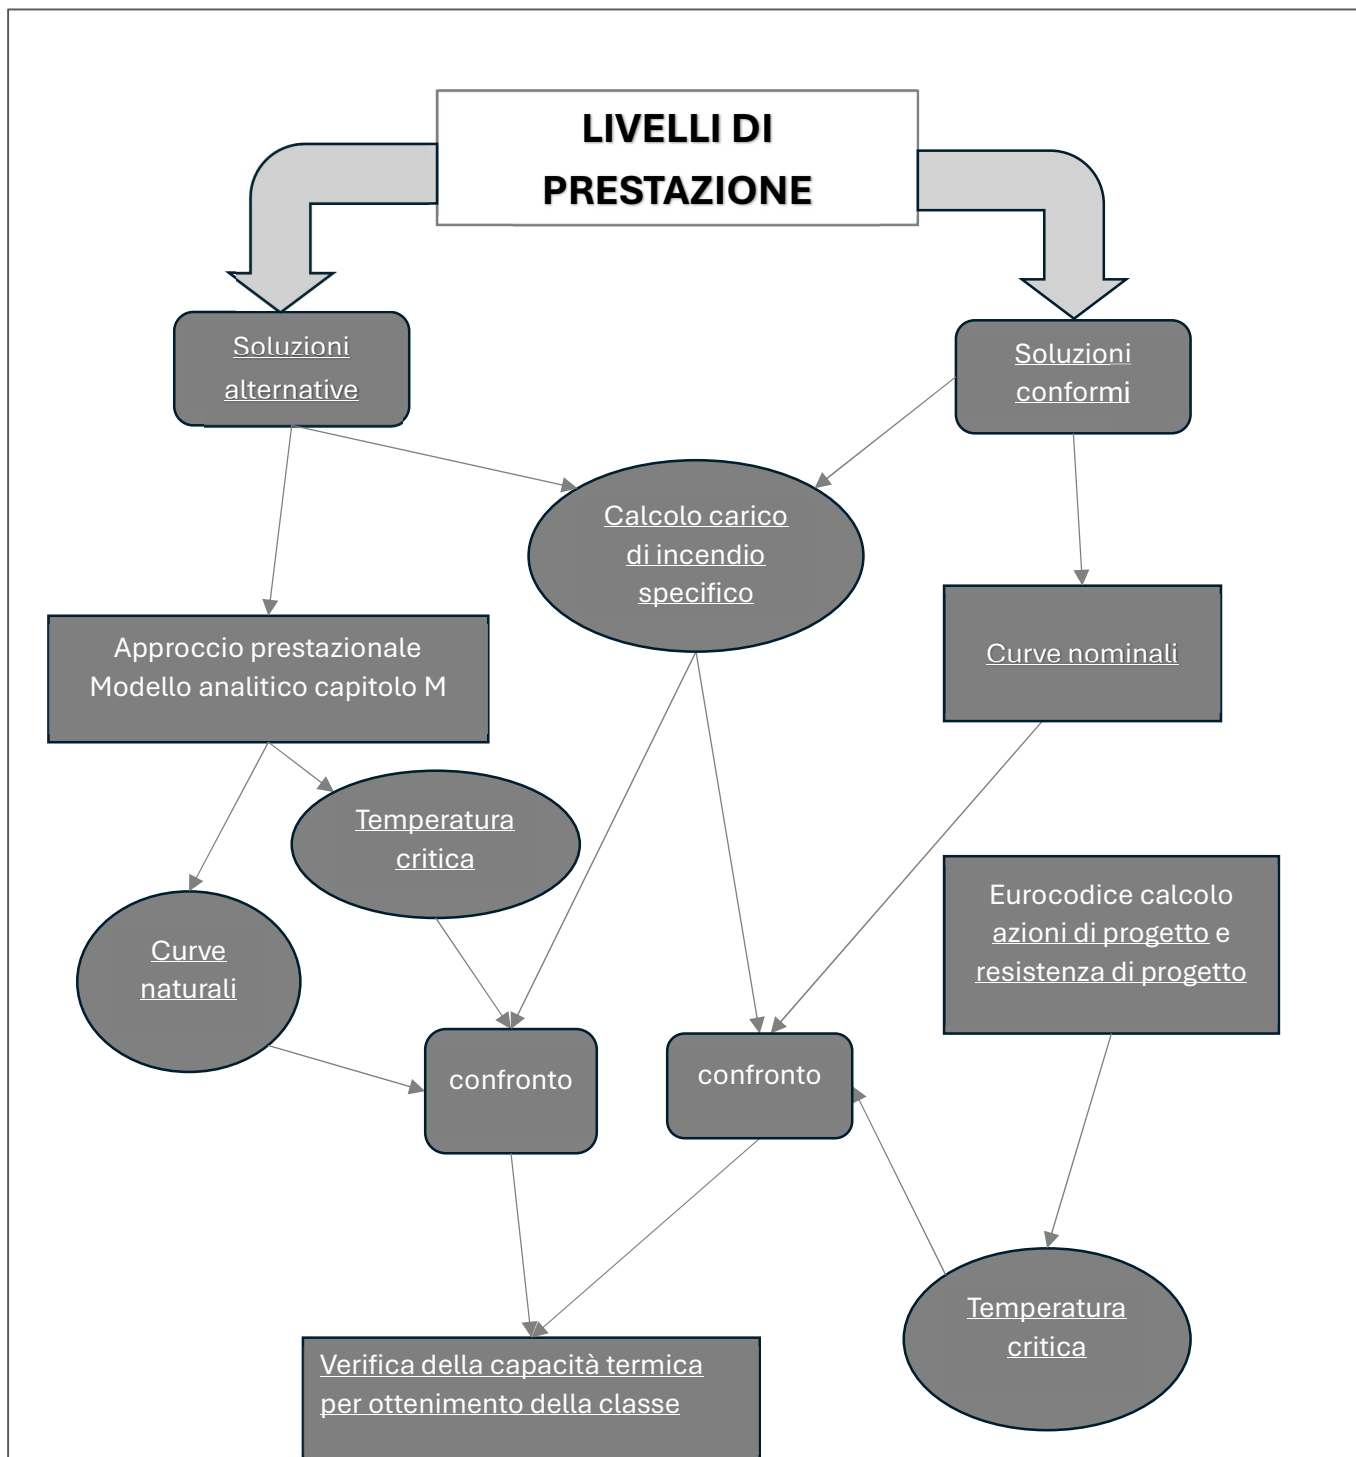 LIVELLI DI
PRESTAZIONE
Soluzioni
alternative
Soluzioni
conformi
Calcolo carico
di incendio
specifico
Approccio prestazionale
Modello analitico capitolo M
Curve nominali
Temperatura
critica
Eurocodice calcolo
azioni di progetto e
resistenza di progetto
Curve
naturali
confronto
confronto
Temperatura
critica
Verifica della capacità termica
per ottenimento della classe